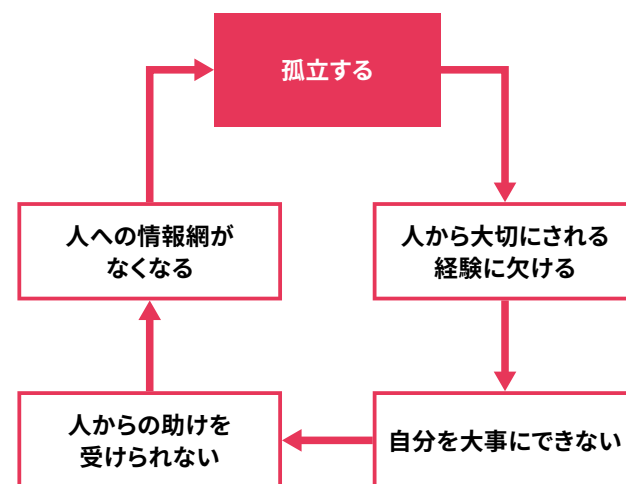 孤立する
人から大切にされる
経験に欠ける
自分を大事にできない
人からの助けを
受けられない
人への情報網が
なくなる